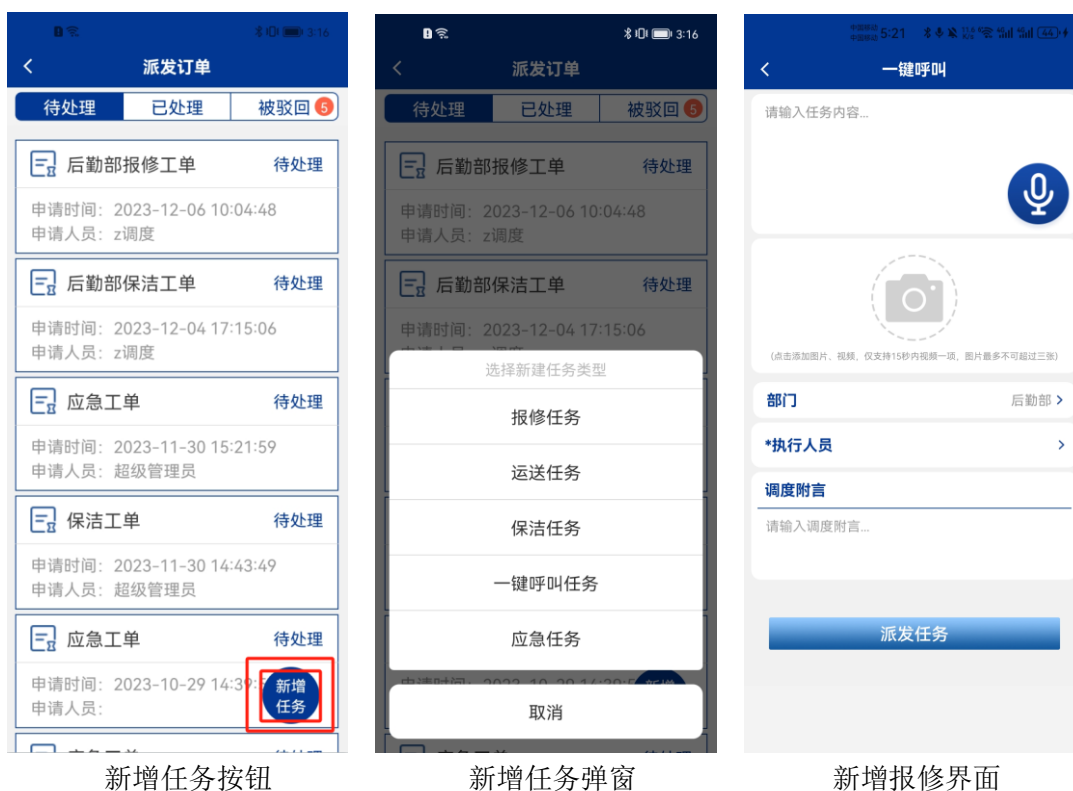 3:16
派发订单
待处理 已处理 被驳回 5
后勤部报修工单 待处理
申请时间：2023-12-06 10:04:48
申请人员：z调度
后勤部保洁工单 待处理
申请时间：2023-12-04 17:15:06
申请人员：z调度
应急工单 待处理
申请时间：2023-11-30 15:21:59
申请人员：超级管理员
保洁工单 待处理
申请时间：2023-11-30 14:43:49
申请人员：超级管理员
应急工单 待处理
申请时间：2023-10-29 14:39:
申请人员：
新增
任务
新增任务按钮
3:16
派发订单
待处理 已处理 被驳回 5
后勤部报修工单 待处理
申请时间：2023-12-06 10:04:48
申请人员：z调度
后勤部保洁工单 待处理
申请时间：2023-12-04 17:15:06
选择新建任务类型
报修任务
运送任务
保洁任务
一键呼叫任务
应急任务
取消
新增任务弹窗
中国移动
中国移动
5:21
44
一键呼叫
请输入任务内容...
(点击添加图片、视频，仅支持15秒内视频一项，图片最多不可超过三张)
部门 后勤部
*执行人员
调度附言
请输入调度附言...
派发任务
新增报修界面